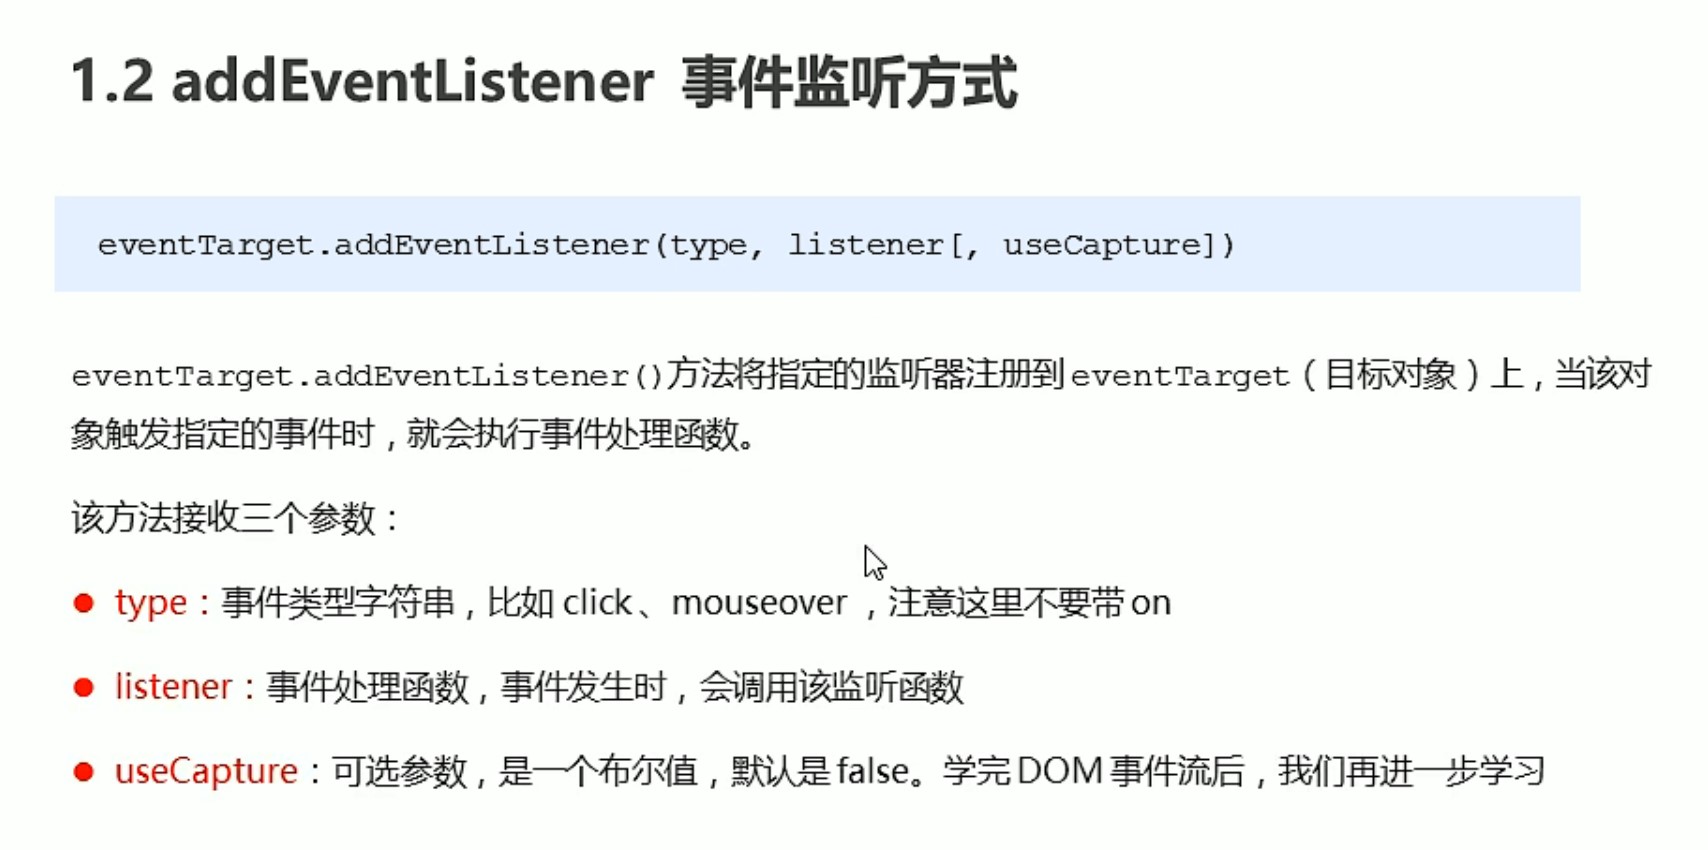 1.2 addEventListener 事件监听方式
eventTarget.addEventListener(type, listener[, useCapture])
eventTarget.addEventListener()方法将指定的监听器注册到 eventTarget（目标对象）上，当该对
象触发指定的事件时，就会执行事件处理函数。
该方法接收三个参数：
● type：事件类型字符串，比如 click 、mouseover ，注意这里不要带 on
● listener：事件处理函数，事件发生时，会调用该监听函数
● useCapture：可选参数，是一个布尔值，默认是 false。学完 DOM 事件流后，我们再进一步学习